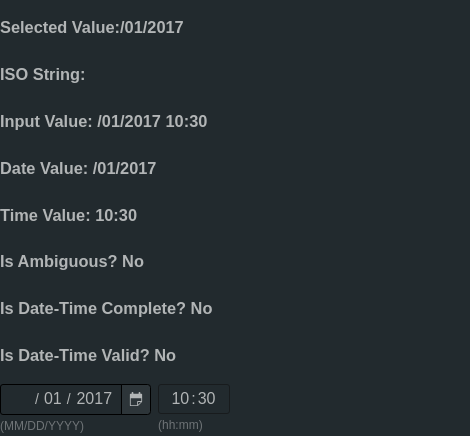 Selected Value:/01/2017
ISO String:
Input Value: /01/2017 10:30
Date Value: /01/2017
Time Value: 10:30
Is Ambiguous? No
Is Date-Time Complete? No
Is Date-Time Valid? No
/ 01 / 2017 10:30
(MM/DD/YYYY) (hh:mm)